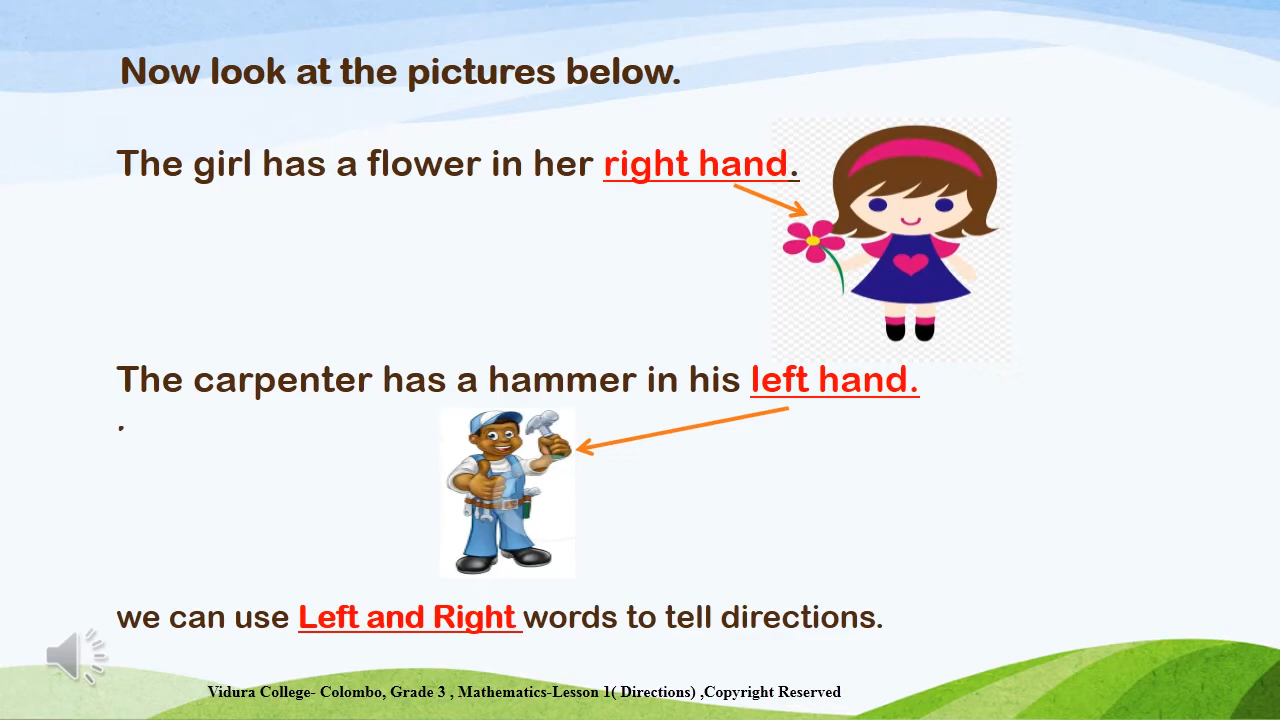 Now look at the pictures below.
The girl has a flower in her right hand.
The carpenter has a hammer in his left hand.
.
we can use Left and Right words to tell directions.
Vidura College- Colombo, Grade 3 , Mathematics-Lesson 1( Directions) ,Copyright Reserved